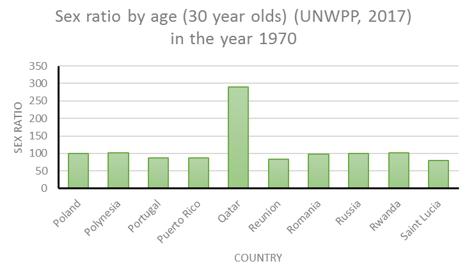 Sex ratio by age (30 year olds) (UNWPP, 2017)
in the year 1970
350
300
250
200
150
100
50
0
SEX RATIO
Poland
Polynesia
Portugal
Puerto Rico
Qatar
Reunion
Romania
Russia
Rwanda
Saint Lucia
COUNTRY